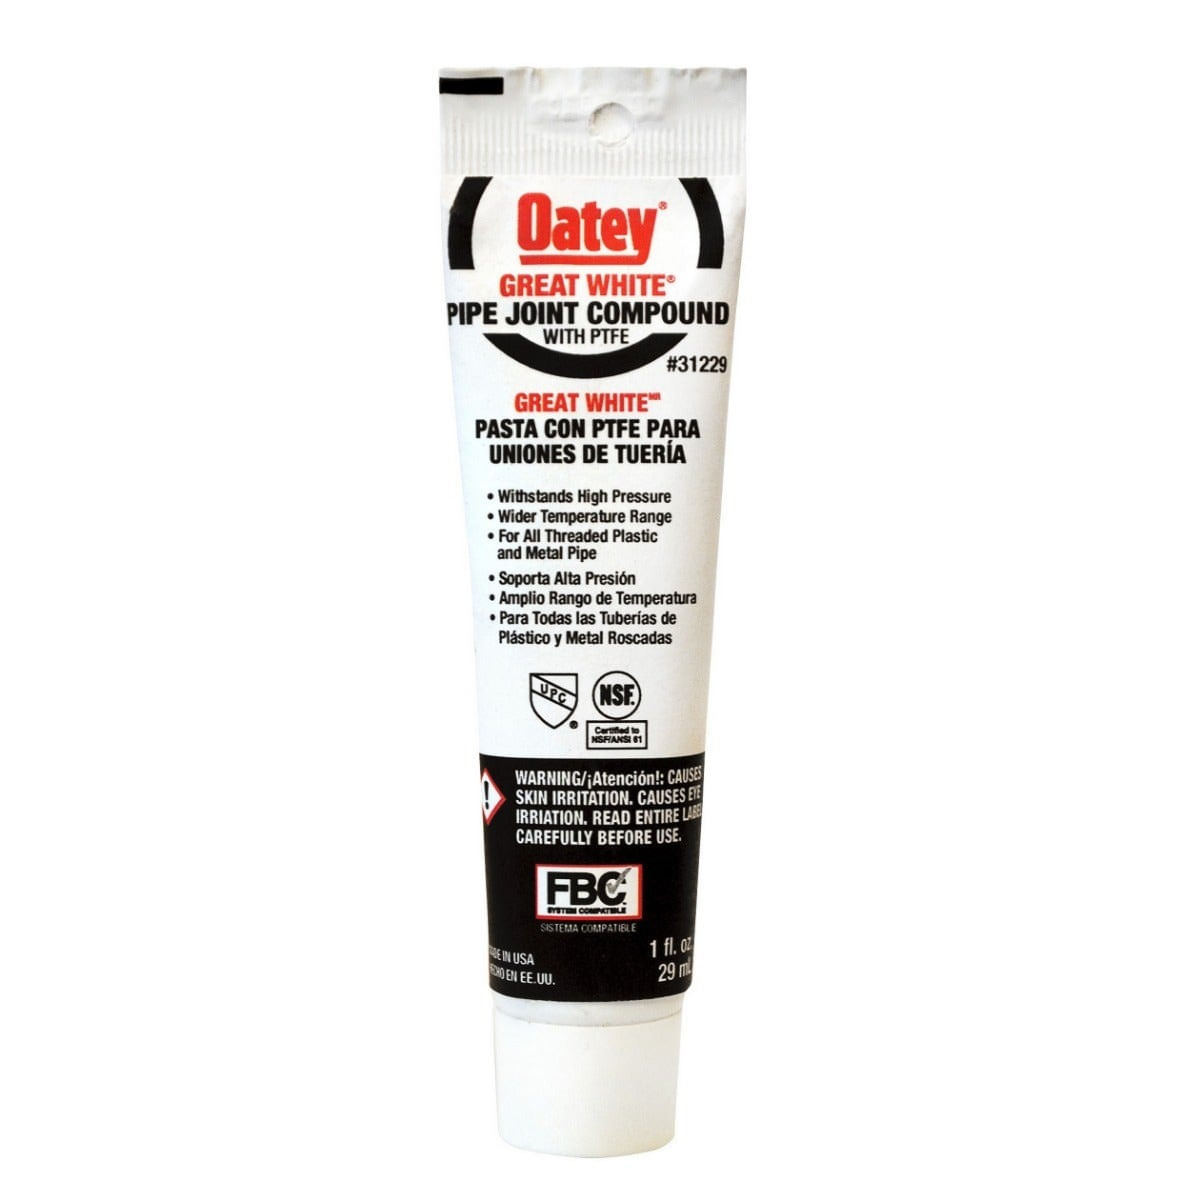 Oatey®
GREAT WHITE®
PIPE JOINT COMPOUND
WITH PTFE
#31229
GREAT WHITE MR
PASTA CON PTFE PARA
UNIONES DE TUERÍA
• Withstands High Pressure
• Wider Temperature Range
• For All Threaded Plastic
and Metal Pipe
• Soporta Alta Presión
• Amplio Rango de Temperatura
• Para Todas las Tuberías de
Plástico y Metal Roscadas
UPC®
NSF.
Certified to
NSF/ANSI 61
WARNING/¡Atención!: CAUSES
SKIN IRRITATION. CAUSES EYE
IRRIATION. READ ENTIRE LABEL
CAREFULLY BEFORE USE.
!
FBC™
SYSTEM COMPATIBLE
SISTEMA COMPATIBLE
MADE IN USA
HECHO EN EE.UU.
1 fl. oz.
29 mL